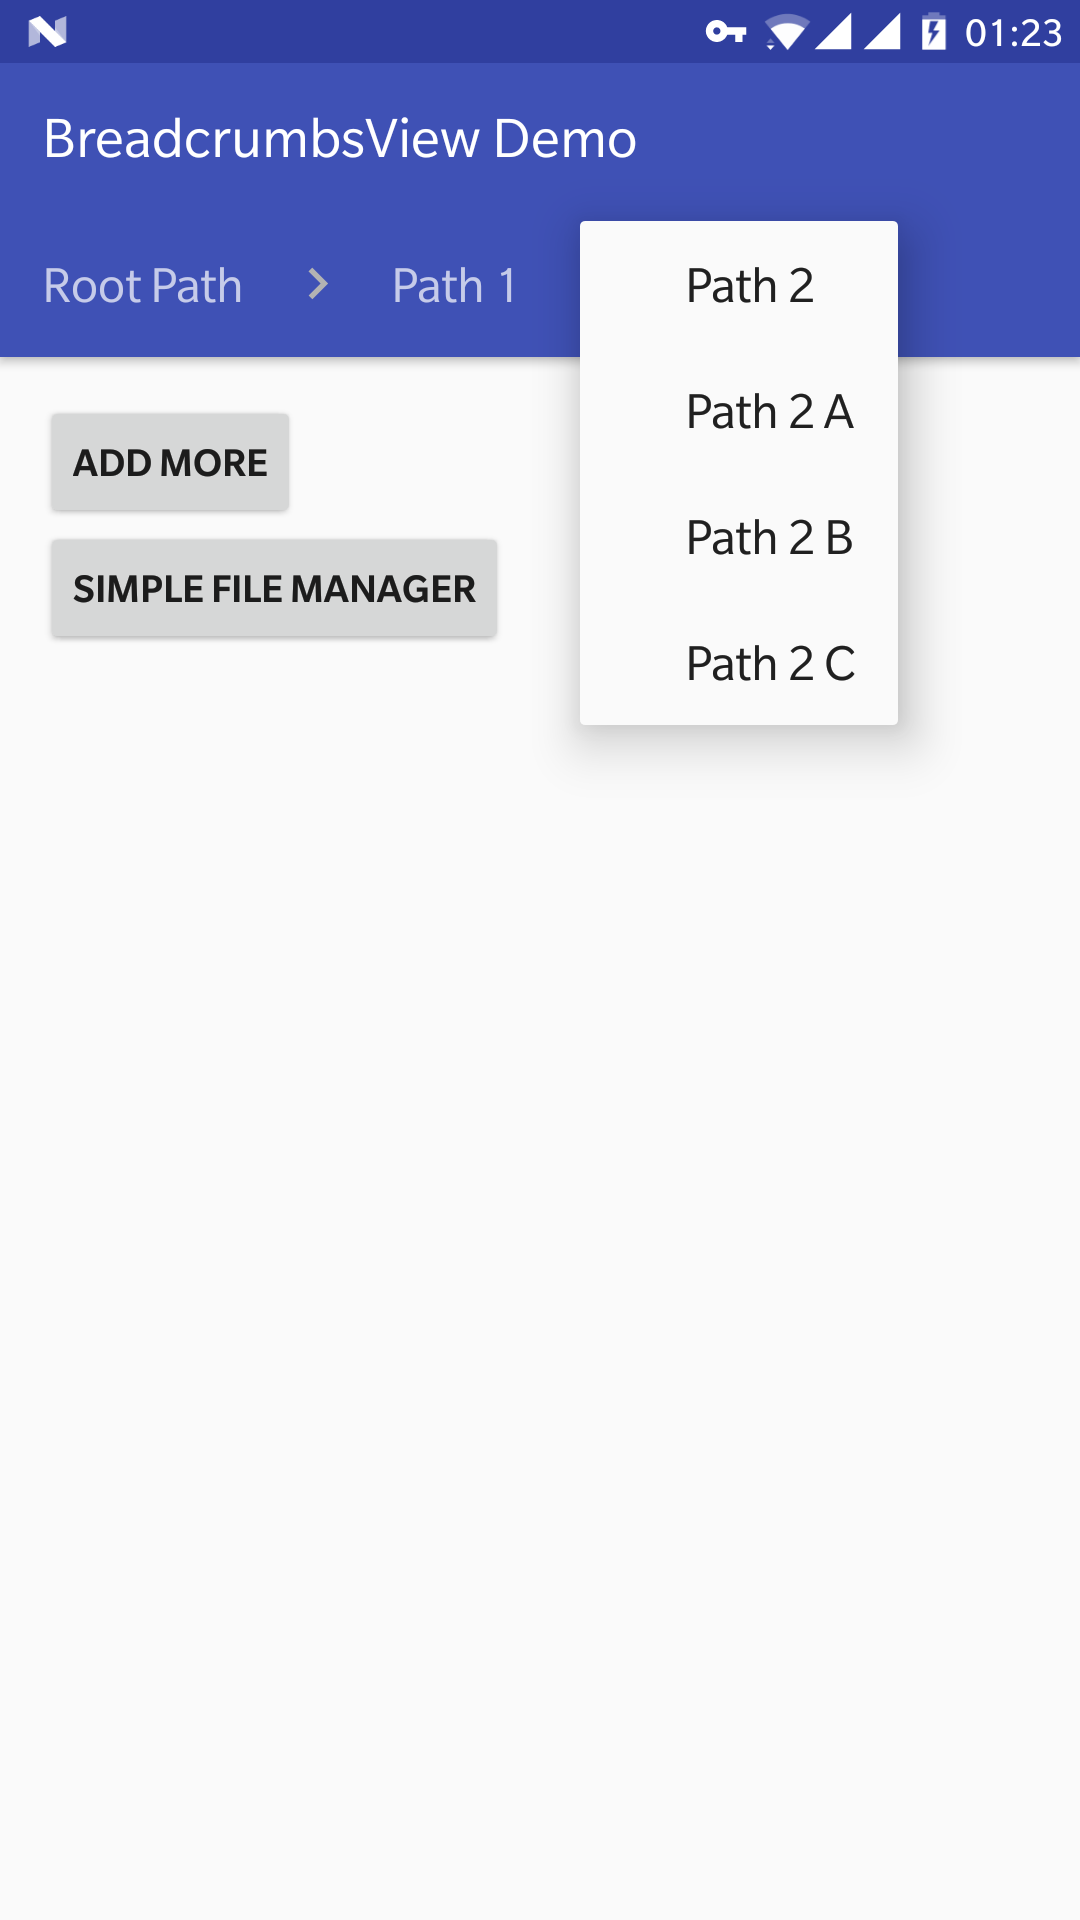 01:23
BreadcrumbsView Demo
Root Path
Path 1
Path 2
Path 2 A
ADD MORE
Path 2 B
SIMPLE FILE MANAGER
Path 2 C